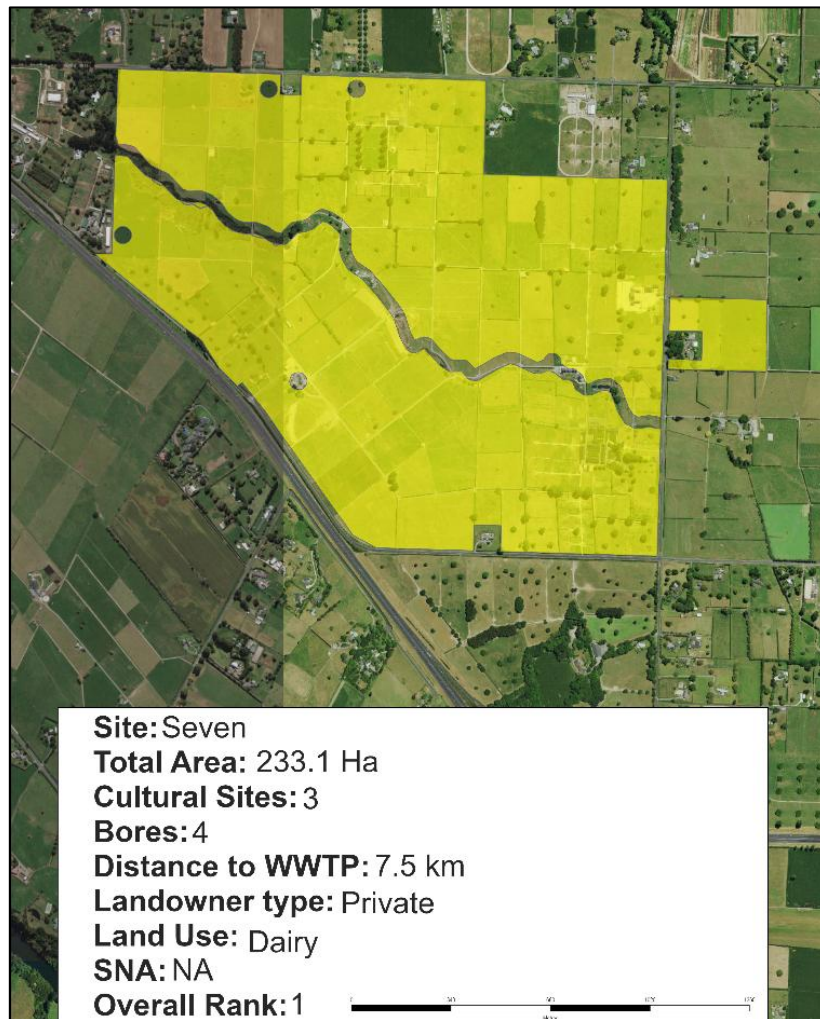 Site: Seven
Total Area: 233.1 Ha
Cultural Sites: 3
Bores: 4
Distance to WWTP: 7.5 km
Landowner type: Private
Land Use: Dairy
SNA: NA
Overall Rank: 1
0